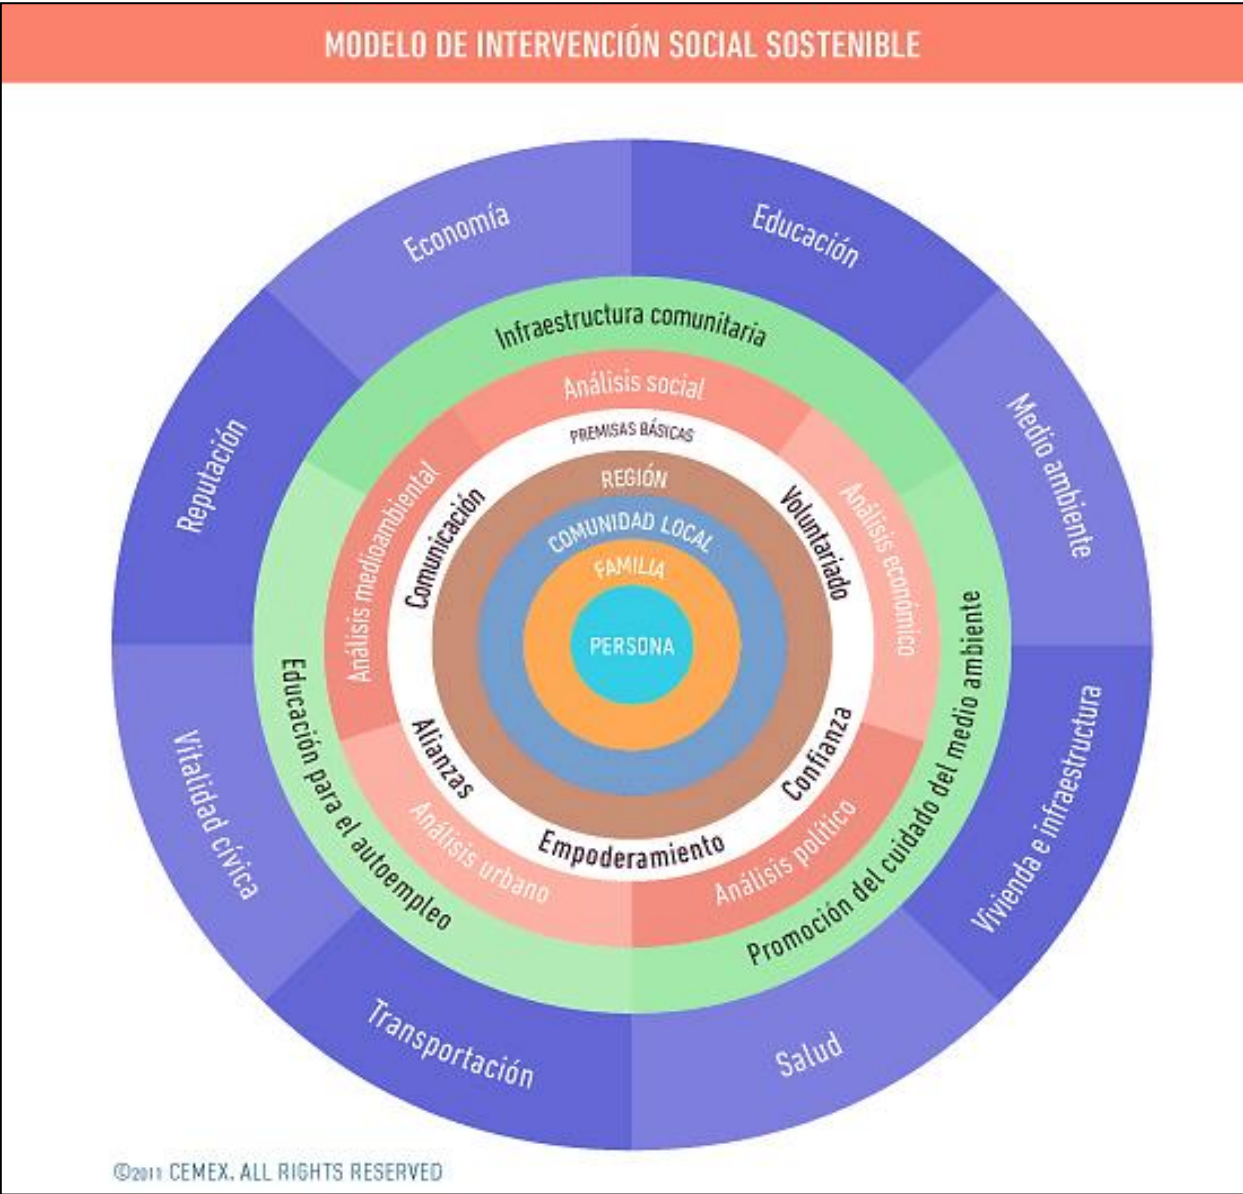 MODELO DE INTERVENCIÓN SOCIAL SOSTENIBLE
Economía
Educación
Medio ambiente
Vivienda e infraestructura
Salud
Transportación
Vitalidad cívica
Reputación
Infraestructura comunitaria
Promoción del cuidado del medio ambiente
Educación para el autoempleo
Análisis social
Análisis económico
Análisis político
Análisis urbano
Análisis medioambiental
PREMISAS BÁSICAS
Voluntariado
Confianza
Empoderamiento
Alianzas
Comunicación
REGIÓN
COMUNIDAD LOCAL
FAMILIA
PERSONA
©2011 CEMEX. ALL RIGHTS RESERVED